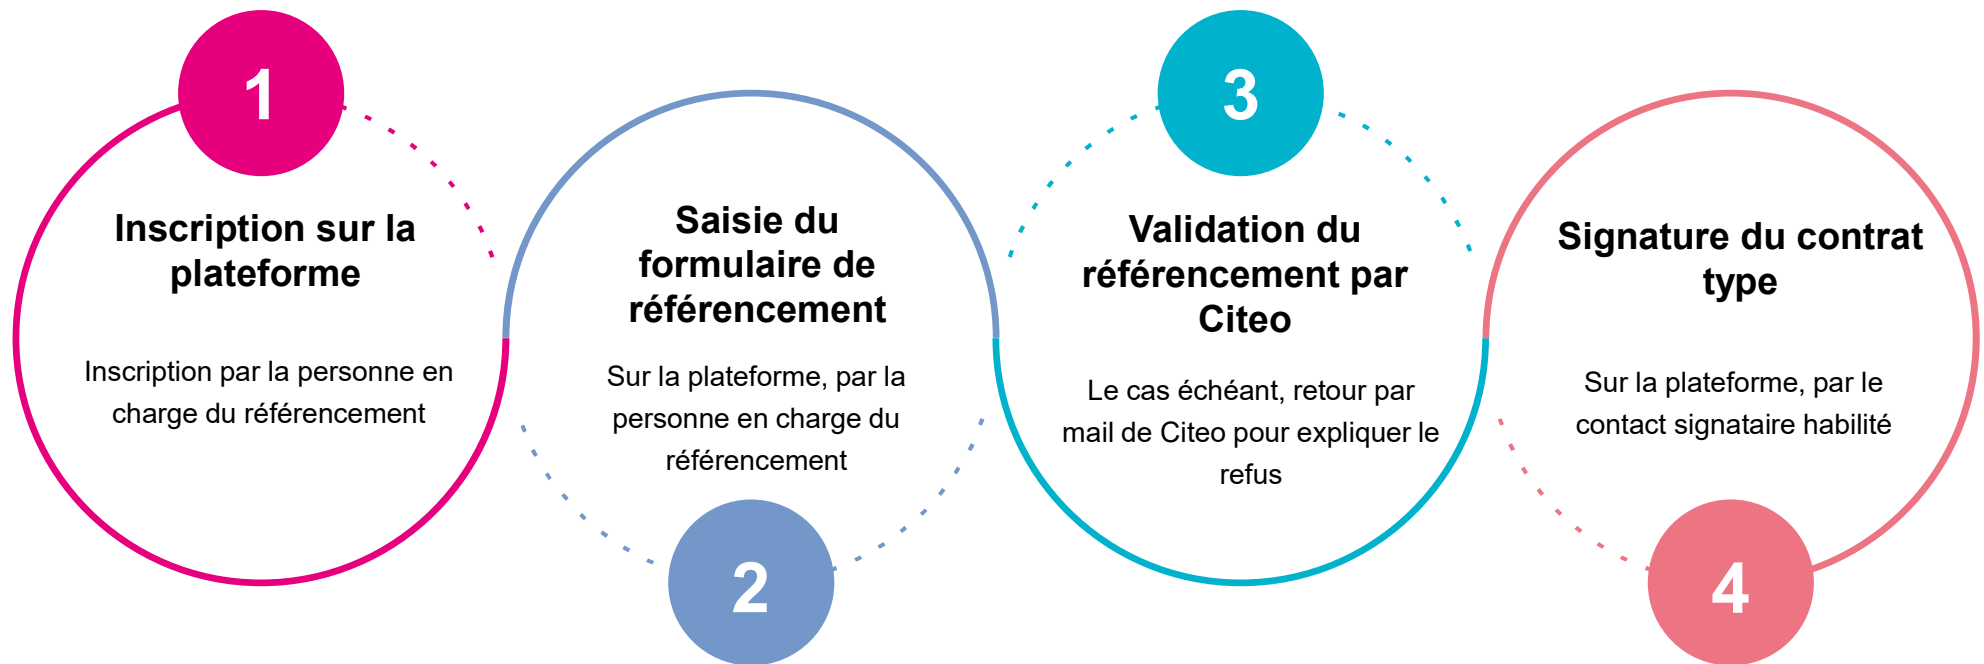 1
Inscription sur la
plateforme
Inscription par la personne en
charge du référencement
Saisie du
formulaire de
référencement
Sur la plateforme, par la
personne en charge du
référencement
2
3
Validation du
référencement par
Citeo
Le cas échéant, retour par
mail de Citeo pour expliquer le
refus
Signature du contrat
type
Sur la plateforme, par le
contact signataire habilité
4